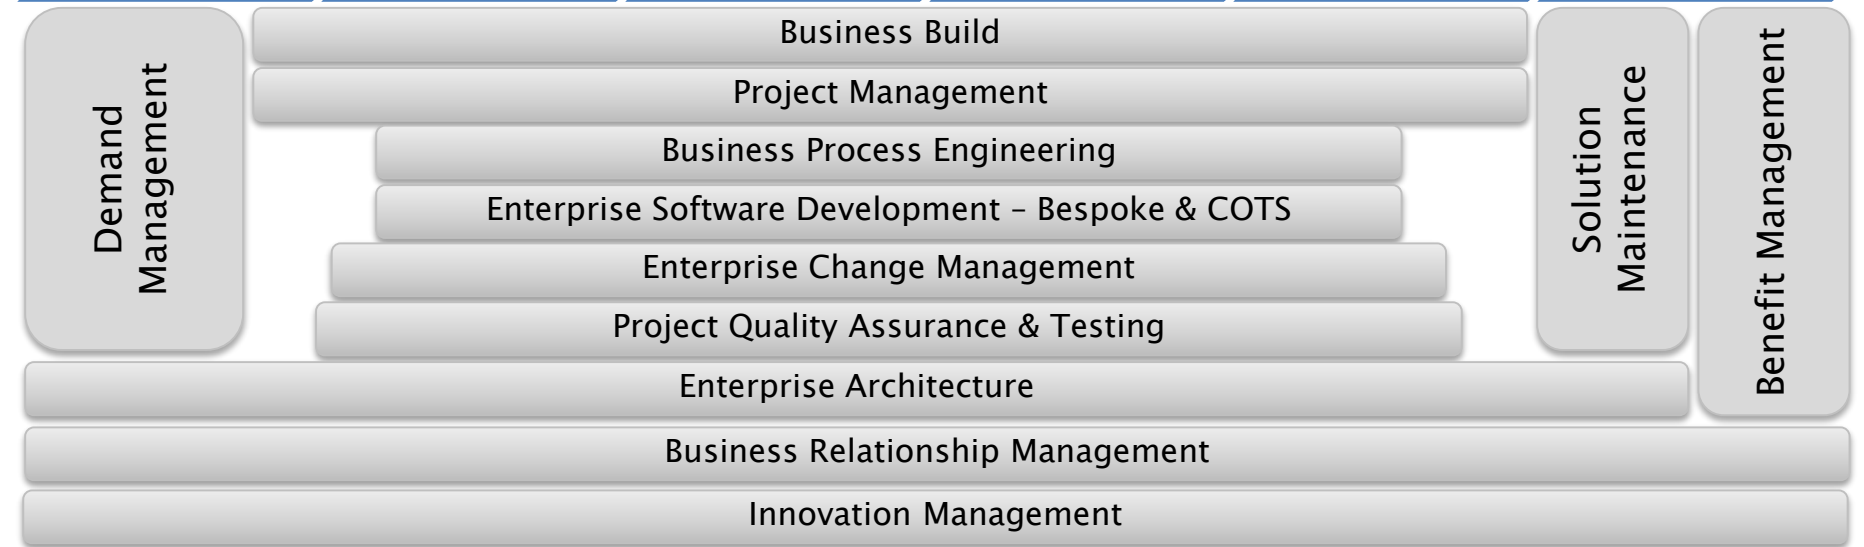 Demand
Management
Business Build
Project Management
Business Process Engineering
Enterprise Software Development – Bespoke & COTS
Enterprise Change Management
Project Quality Assurance & Testing
Solution
Maintenance
Benefit Management
Enterprise Architecture
Business Relationship Management
Innovation Management